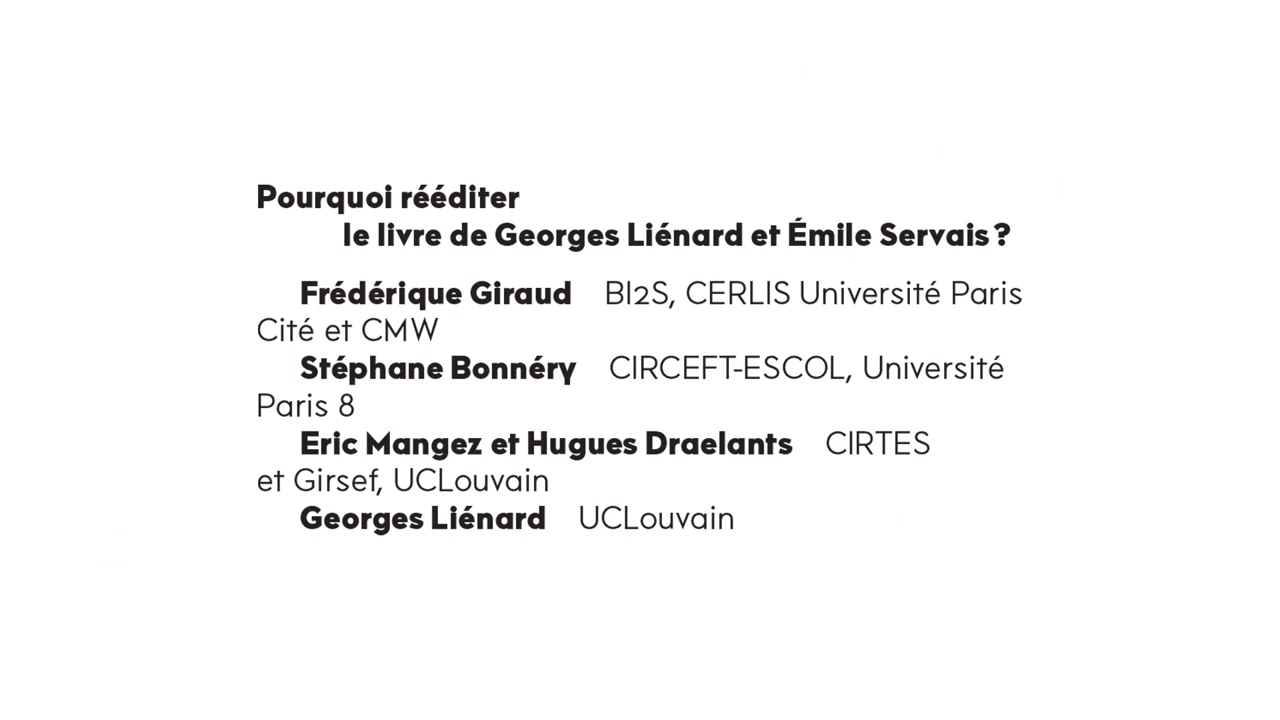 Pourquoi rééditer
le livre de Georges Liénard et Émile Servais ?
Frédérique Giraud BI2S, CERLIS Université Paris
Cité et CMW
Stéphane Bonnéry CIRCEFT-ESCOL, Université
Paris 8
Eric Mangez et Hugues Draelants CIRTES
et Girsef, UCLouvain
Georges Liénard UCLouvain